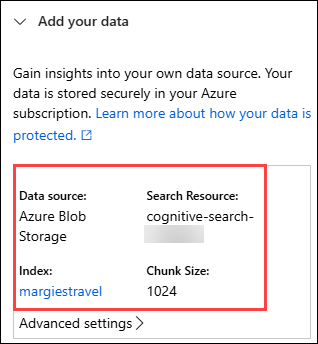 Add your data
Gain insights into your own data source. Your
data is stored securely in your Azure
subscription. Learn more about how your data is
protected.
Data source:
Azure Blob
Storage
Search Resource:
cognitive-search-
Index:
margiestravel
Chunk Size:
1024
Advanced settings